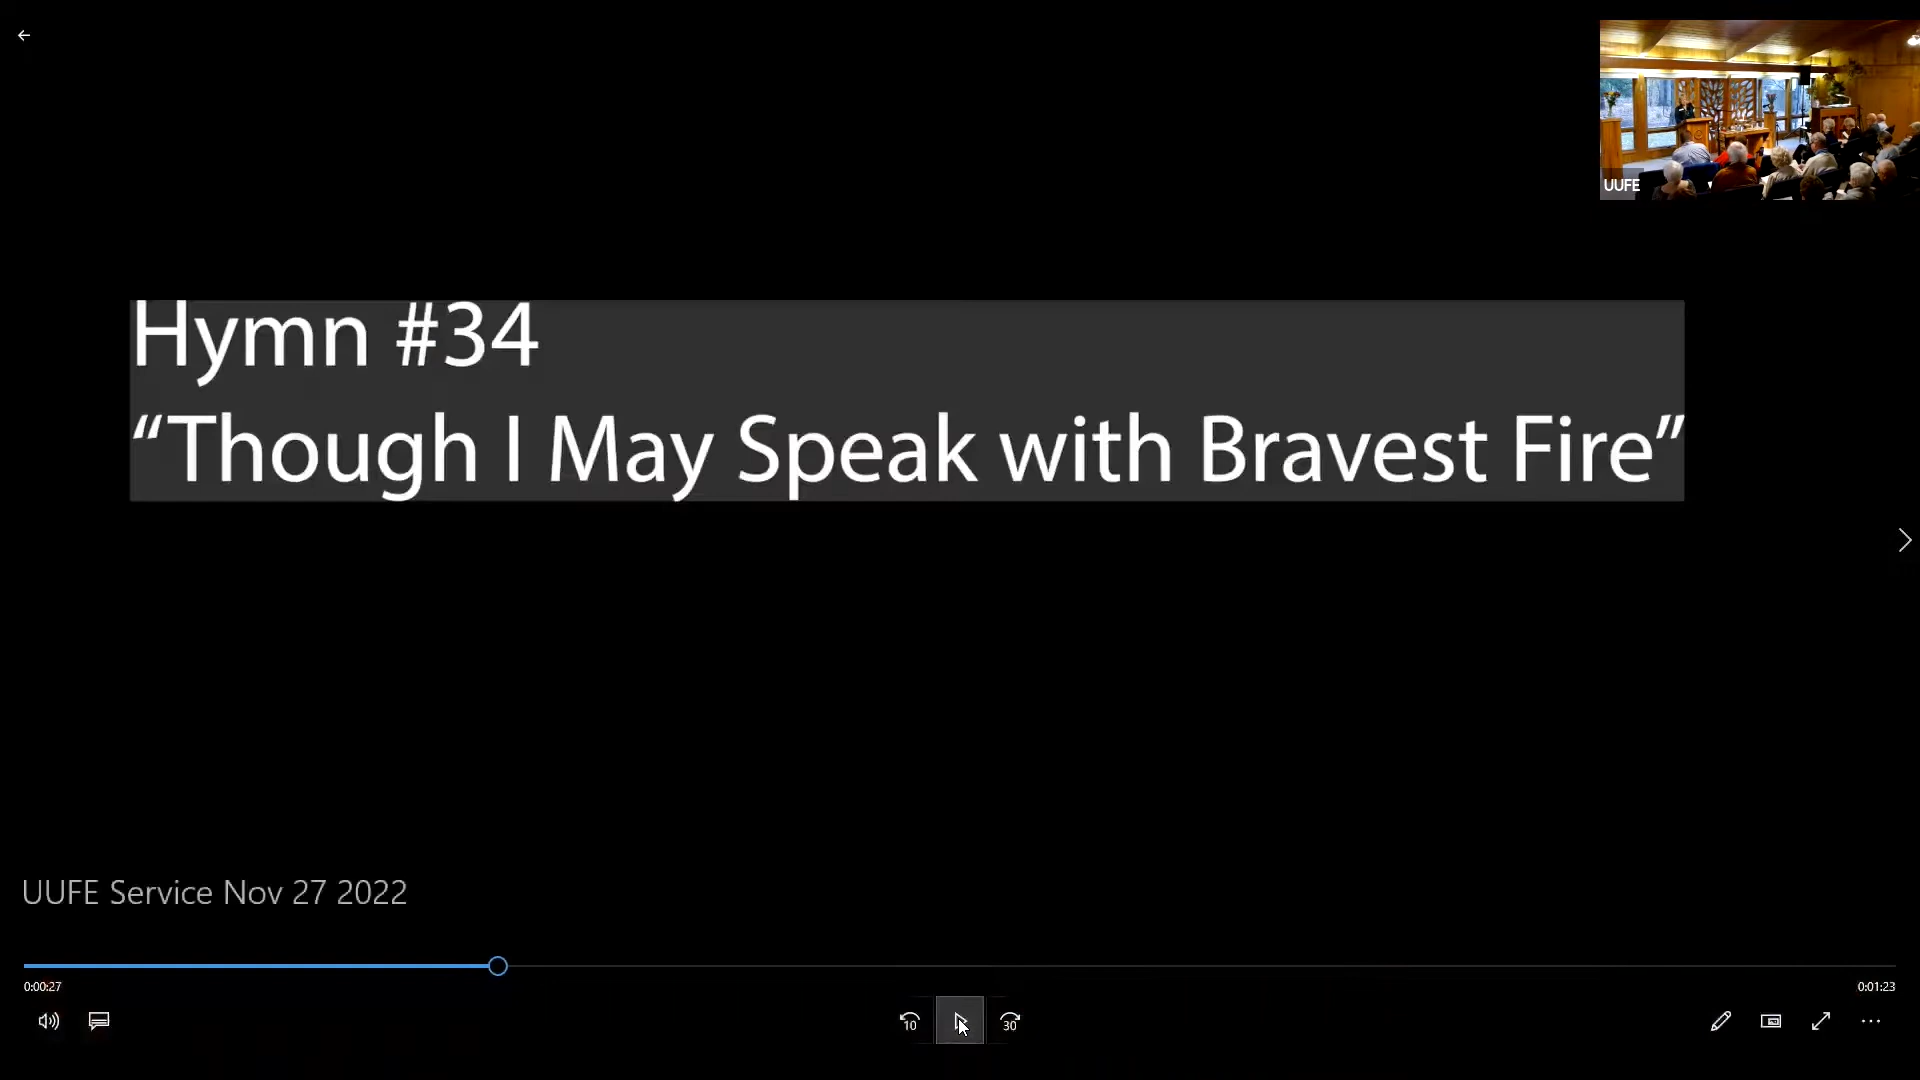 UUFE
Hymn #34
“Though I May Speak with Bravest Fire”
UUFE Service Nov 27 2022
0:00:27
0:01:23
10
30